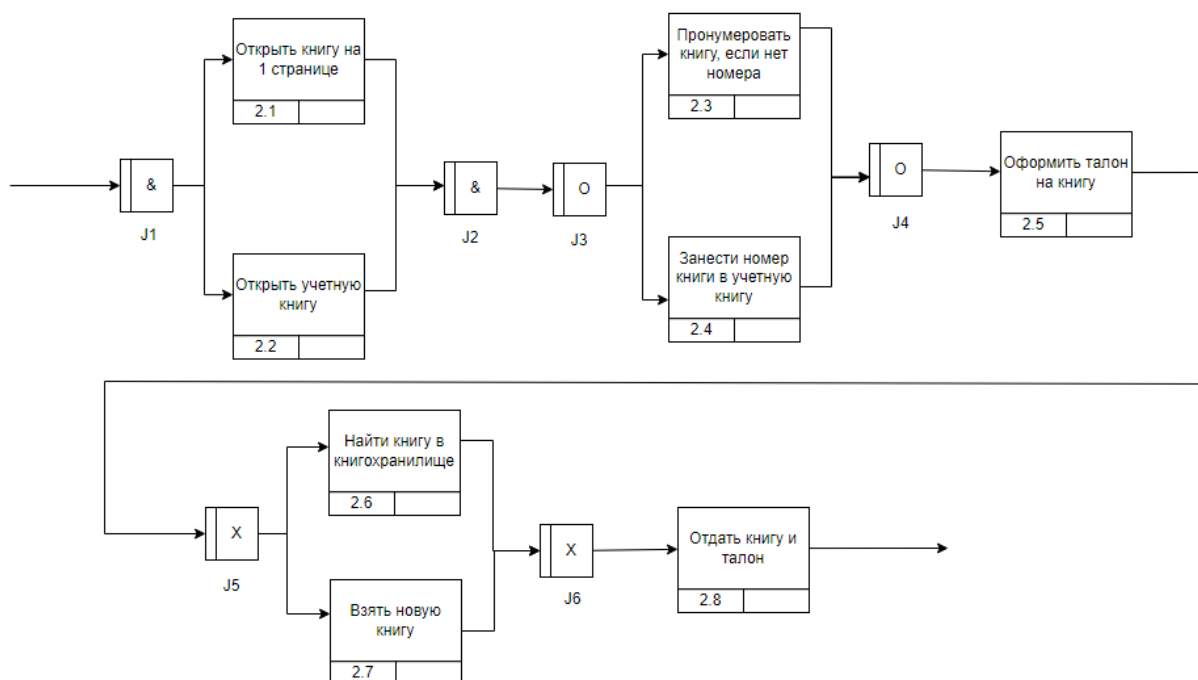 Открыть книгу на
1 странице
2.1
&
J1
Открыть учетную
книгу
2.2
&
J2
O
J3
Пронумеровать
книгу, если нет
номера
2.3
Занести номер
книги в учетную
книгу
2.4
O
J4
Оформить талон
на книгу
2.5
X
J5
Найти книгу в
книгохранилище
2.6
Взять новую
книгу
2.7
X
J6
Отдать книгу и
талон
2.8